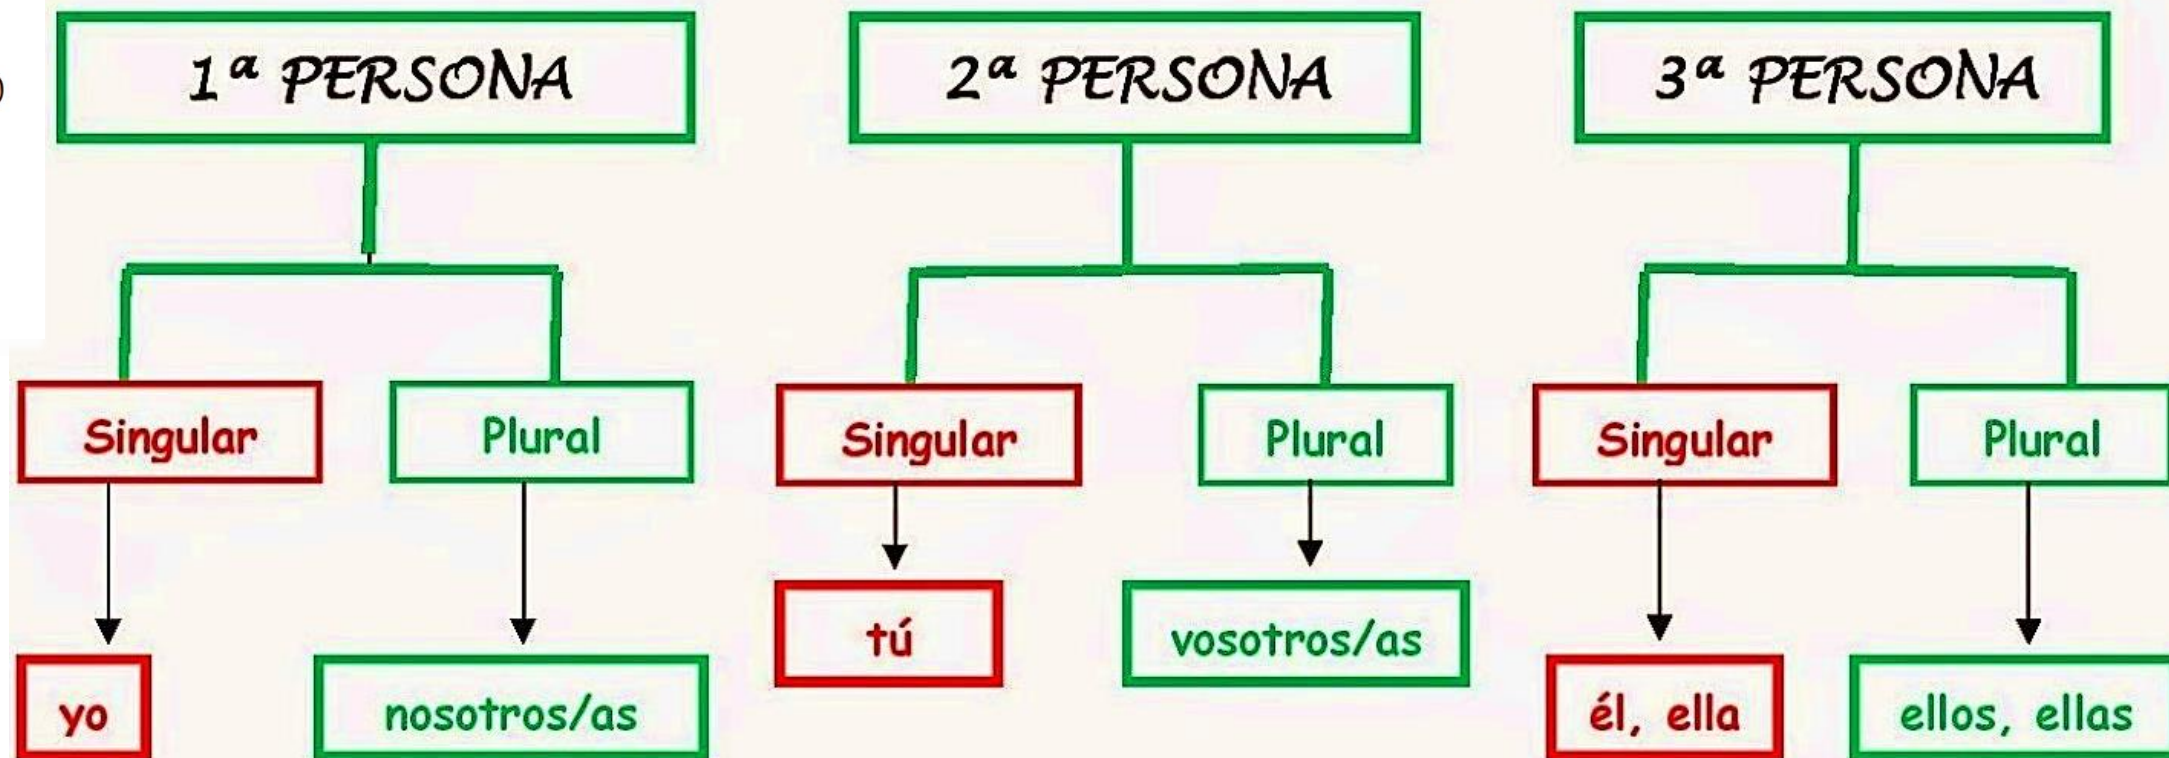 1ª PERSONA
2ª PERSONA
3ª PERSONA
Singular
Plural
Singular
Plural
Singular
Plural
yo
nosotros/as
tú
vosotros/as
él, ella
ellos, ellas